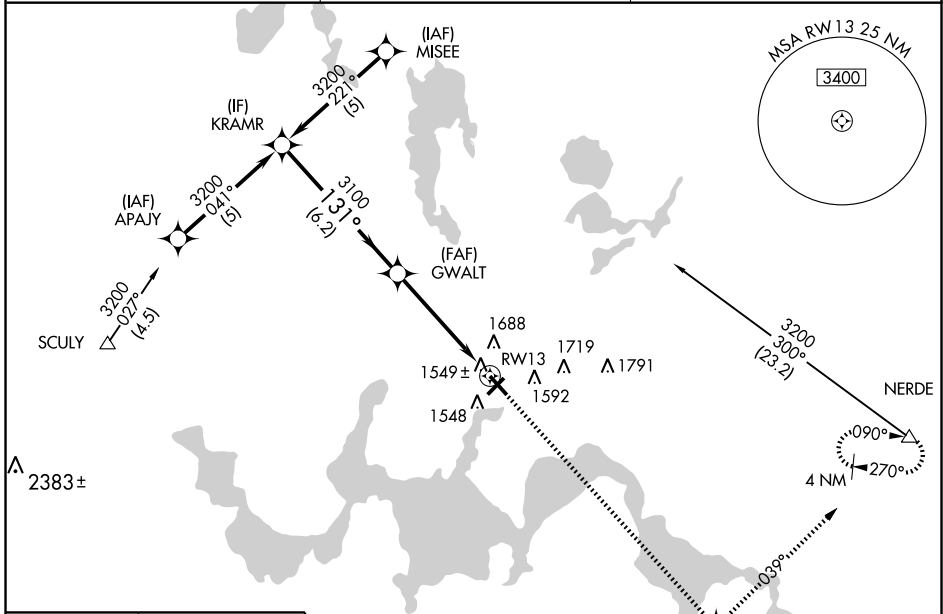 (IAF)
MISEE
MSA RW13 25 NM
3400
3200
221°
(5)
(IF)
KRAMR
(IAF)
APAJY
3200
041°
(5)
3100
131°
(6.2)
(FAF)
GWALT
3200
027°
(4.5)
SCULY
1688
RW13
1719
1549±
1791
1592
1548
3200
300°
(23.2)
NERDE
090°
270°
4 NM
2383±
039°